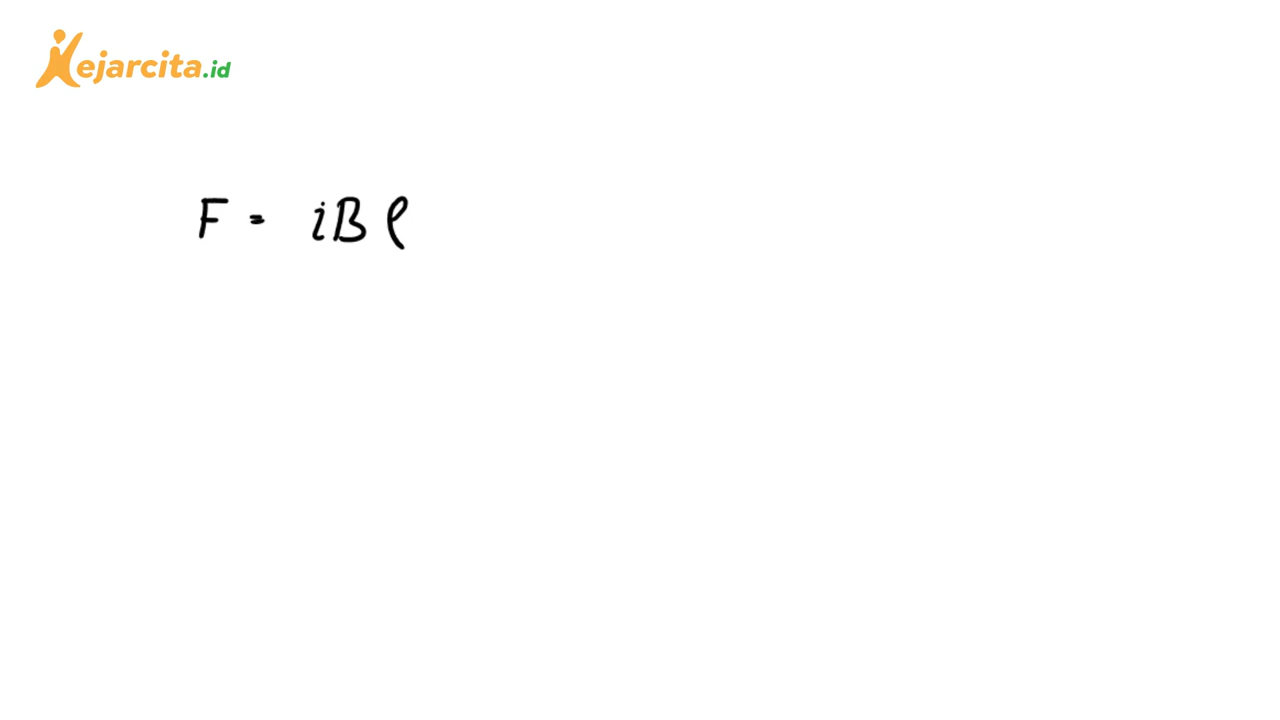 Kejarcita.id
F = iBℓ